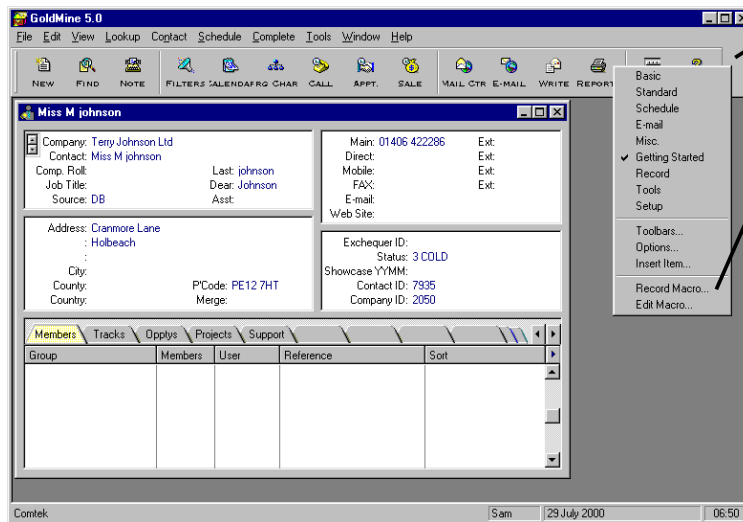 GoldMine 5.0
File Edit View Lookup Contact Schedule Complete Tools Window Help
NEW FIND NOTE FILTERS CALENDAR ORG CHAR CALL APPT. SALE MAIL CTR E-MAIL WRITE REPORT
Basic
Standard
Schedule
E-mail
Misc.
Getting Started
Record
Tools
Setup
Toolbars...
Options...
Insert Item...
Record Macro...
Edit Macro...
Miss M johnson
Company: Terry Johnson Ltd
Contact: Miss M johnson
Comp. Roll: Last: johnson
Job Title: Dear: Johnson
Source: DB Asst:
Main: 01406 422286 Ext:
Direct: Ext:
Mobile: Ext:
FAX: Ext:
E-mail:
Web Site:
Address: Cranmore Lane
: Holbeach
:
City:
County: P'Code: PE12 7HT
Country: Merge:
Exchequer ID:
Status: 3 COLD
Showcase YYMM:
Contact ID: 7935
Company ID: 2050
Members Tracks Opptys Projects Support
Group Members User Reference Sort
Comtek Sam 29 July 2000 06:50